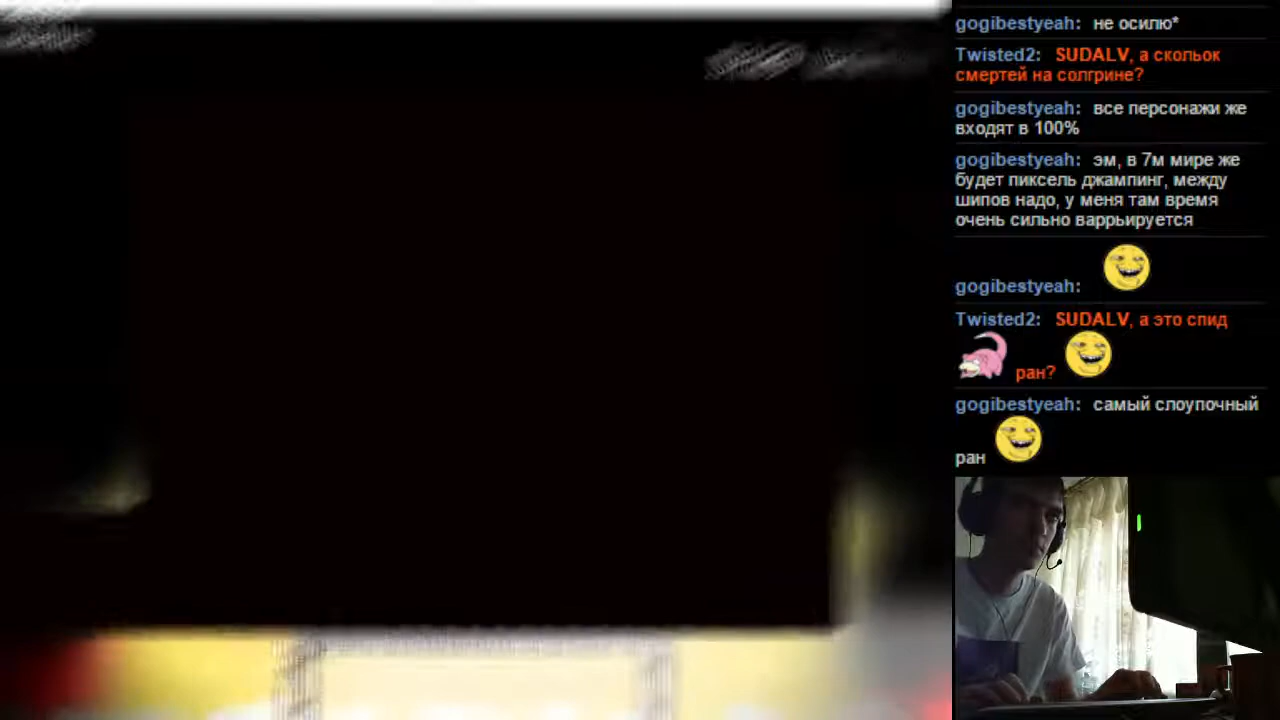 gogibestyeah: не осилю*
Twisted2: SUDALV, а скольок
смертей на солгрине?
gogibestyeah: все персонажи же
входят в 100%
gogibestyeah: эм, в 7м мире же
будет пиксель джампинг, между
шипов надо, у меня там время
очень сильно варрьируется
gogibestyeah:
Twisted2: SUDALV, а это спид
ран?
gogibestyeah: самый слоупочный
ран